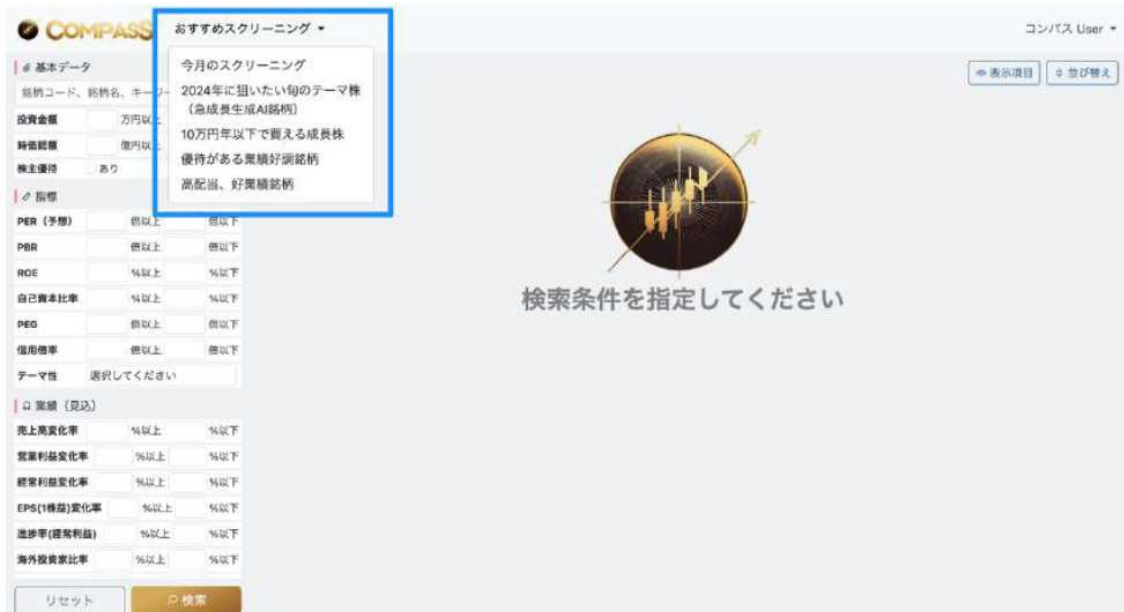 COMPASS
おすすめスクリーニング
コンパス User
今月のスクリーニング
2024年に狙いたい旬のテーマ株
（急成長生成AI銘柄）
10万円年以下で買える成長株
優待がある業績好調銘柄
高配当、好業績銘柄
表示項目 並び替え
基本データ
銘柄コード、銘柄名、キーワー
投資金額 万円以上
時価総額 億円以上
株主優待 あり
指標
PER（予想） 倍以上 倍以下
PBR 倍以上 倍以下
ROE %以上 %以下
自己資本比率 %以上 %以下
PEG 倍以上 倍以下
信用倍率 倍以上 倍以下
テーマ性 選択してください
業績（見込）
売上高変化率 %以上 %以下
営業利益変化率 %以上 %以下
経常利益変化率 %以上 %以下
EPS(1株益)変化率 %以上 %以下
進捗率(経常利益) %以上 %以下
海外投資家比率 %以上 %以下
リセット 検索
検索条件を指定してください